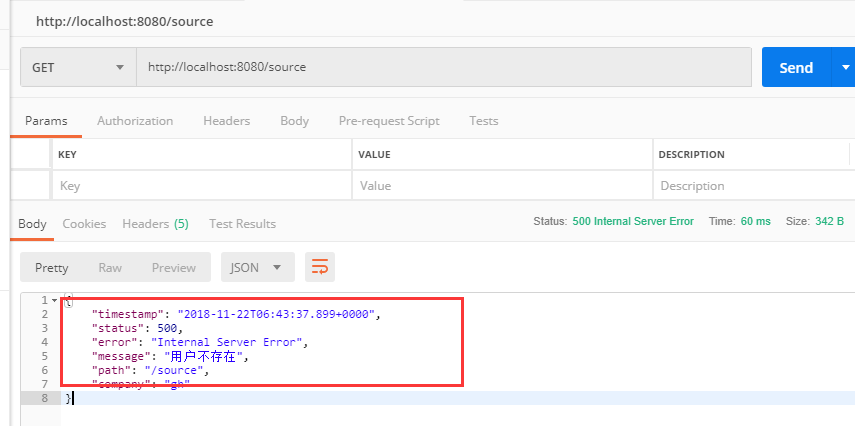 http://localhost:8080/source
GET http://localhost:8080/source Send
Params Authorization Headers Body Pre-request Script Tests
KEY VALUE DESCRIPTION
Key Value Description
Body Cookies Headers (5) Test Results Status: 500 Internal Server Error Time: 60 ms Size: 342 B
Pretty Raw Preview JSON
1 {
2 "timestamp": "2018-11-22T06:43:37.899+0000",
3 "status": 500,
4 "error": "Internal Server Error",
5 "message": "用户不存在",
6 "path": "/source",
7 "company": "gh"
8 }